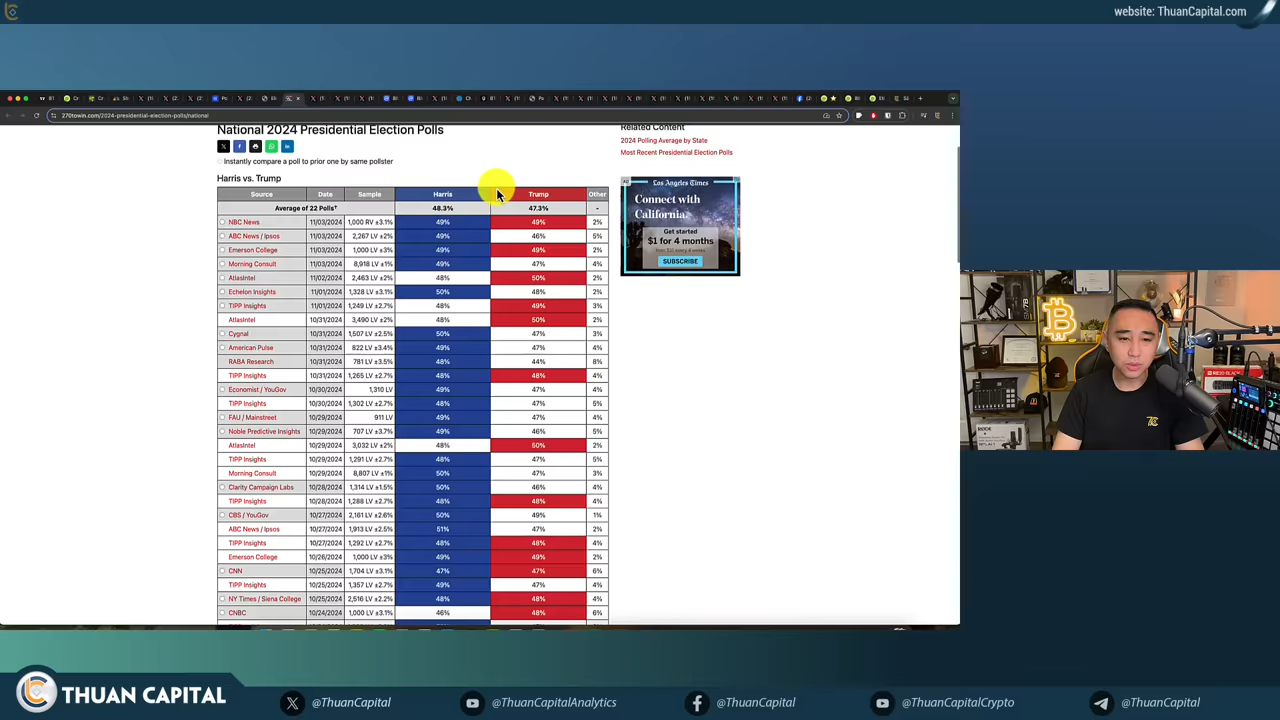 website: ThuanCapital.com
270towin.com/2024-presidential-election-polls/national
National 2024 Presidential Election Polls
Instantly compare a poll to prior one by same pollster
Harris vs. Trump
Source Date Sample Harris Trump Other
Average of 22 Polls† 48.3% 47.3% -
NBC News 11/03/2024 1,000 RV ±3.1% 49% 49% 2%
ABC News / Ipsos 11/03/2024 2,267 LV ±2% 49% 46% 5%
Emerson College 11/03/2024 1,000 LV ±3% 49% 49% 2%
Morning Consult 11/03/2024 8,918 LV ±1% 49% 47% 4%
AtlasIntel 11/02/2024 2,463 LV ±2% 48% 50% 2%
Echelon Insights 11/01/2024 1,328 LV ±3.1% 50% 48% 2%
TIPP Insights 11/01/2024 1,249 LV ±2.7% 48% 49% 3%
AtlasIntel 10/31/2024 3,490 LV ±2% 48% 50% 2%
Cygnal 10/31/2024 1,507 LV ±2.5% 50% 47% 3%
American Pulse 10/31/2024 822 LV ±3.4% 49% 47% 4%
RABA Research 10/31/2024 781 LV ±3.5% 48% 44% 8%
TIPP Insights 10/31/2024 1,265 LV ±2.7% 48% 48% 4%
Economist / YouGov 10/30/2024 1,310 LV 49% 47% 4%
TIPP Insights 10/30/2024 1,302 LV ±2.7% 48% 47% 5%
FAU / Mainstreet 10/29/2024 911 LV 49% 47% 4%
Noble Predictive Insights 10/29/2024 707 LV ±3.7% 49% 46% 5%
AtlasIntel 10/29/2024 3,032 LV ±2% 48% 50% 2%
TIPP Insights 10/29/2024 1,291 LV ±2.7% 48% 47% 5%
Morning Consult 10/29/2024 8,807 LV ±1% 50% 47% 3%
Clarity Campaign Labs 10/28/2024 1,314 LV ±1.5% 50% 46% 4%
TIPP Insights 10/28/2024 1,288 LV ±2.7% 48% 48% 4%
CBS / YouGov 10/27/2024 2,161 LV ±2.6% 50% 49% 1%
ABC News / Ipsos 10/27/2024 1,913 LV ±2.5% 51% 47% 2%
TIPP Insights 10/27/2024 1,292 LV ±2.7% 48% 48% 4%
Emerson College 10/26/2024 1,000 LV ±3% 49% 49% 2%
CNN 10/25/2024 1,704 LV ±3.1% 47% 47% 6%
TIPP Insights 10/25/2024 1,357 LV ±2.7% 49% 47% 4%
NY Times / Siena College 10/25/2024 2,516 LV ±2.2% 48% 48% 4%
CNBC 10/24/2024 1,000 LV ±3.1% 46% 48% 6%
Related Content
2024 Polling Average by State
Most Recent Presidential Election Polls
Los Angeles Times
Connect with
California.
Get started
$1 for 4 months
SUBSCRIBE
RODE
THUAN CAPITAL
@ThuanCapital
@ThuanCapitalAnalytics
@ThuanCapital
@ThuanCapitalCrypto
@ThuanCapital